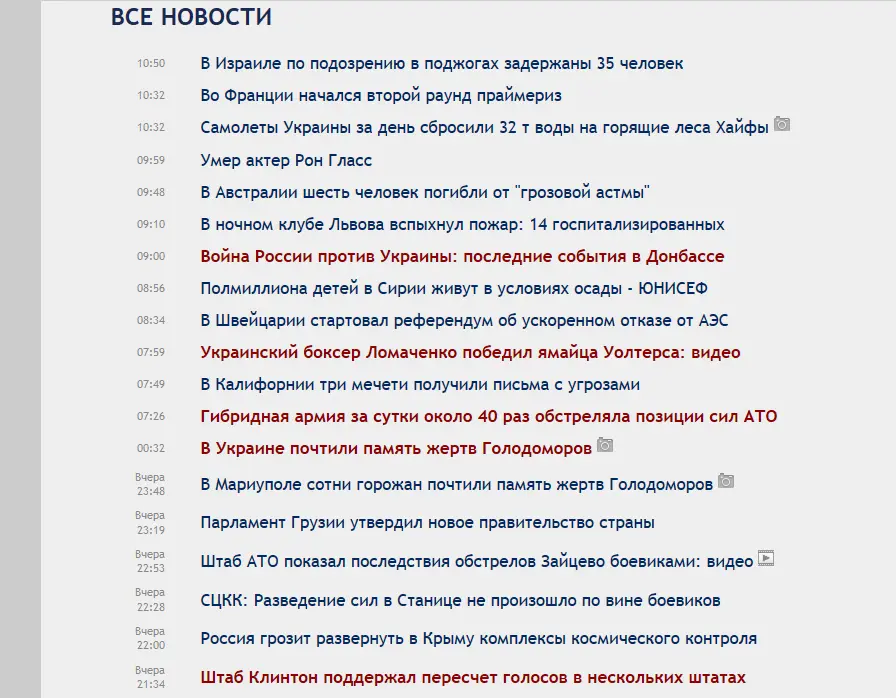 ВСЕ НОВОСТИ
10:50 В Израиле по подозрению в поджогах задержаны 35 человек
10:32 Во Франции начался второй раунд праймериз
10:32 Самолеты Украины за день сбросили 32 т воды на горящие леса Хайфы
09:59 Умер актер Рон Гласс
09:48 В Австралии шесть человек погибли от "грозовой астмы"
09:10 В ночном клубе Львова вспыхнул пожар: 14 госпитализированных
09:00 Война России против Украины: последние события в Донбассе
08:56 Полмиллиона детей в Сирии живут в условиях осады - ЮНИСЕФ
08:34 В Швейцарии стартовал референдум об ускоренном отказе от АЭС
07:59 Украинский боксер Ломаченко победил ямайца Уолтерса: видео
07:49 В Калифорнии три мечети получили письма с угрозами
07:26 Гибридная армия за сутки около 40 раз обстреляла позиции сил АТО
00:32 В Украине почтили память жертв Голодоморов
Вчера
23:48 В Мариуполе сотни горожан почтили память жертв Голодоморов
Вчера
23:19 Парламент Грузии утвердил новое правительство страны
Вчера
22:53 Штаб АТО показал последствия обстрелов Зайцево боевиками: видео
Вчера
22:28 СЦКК: Разведение сил в Станице не произошло по вине боевиков
Вчера
22:00 Россия грозит развернуть в Крыму комплексы космического контроля
Вчера
21:34 Штаб Клинтон поддержал пересчет голосов в нескольких штатах